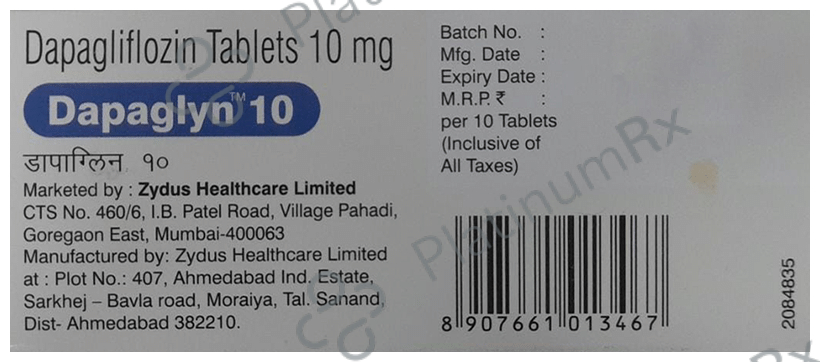 Dapagliflozin Tablets 10 mg
Dapaglyn™ 10
डापाग्लिन १०
Marketed by : Zydus Healthcare Limited
CTS No. 460/6, I.B. Patel Road, Village Pahadi,
Goregaon East, Mumbai-400063
Manufactured by: Zydus Healthcare Limited
at : Plot No.: 407, Ahmedabad Ind. Estate,
Sarkhej – Bavla road, Moraiya, Tal. Sanand,
Dist- Ahmedabad 382210.
Batch No. :
Mfg. Date :
Expiry Date :
M.R.P. ₹ :
per 10 Tablets
(Inclusive of
All Taxes)
8 907661 013467
2084835
PlatinumRx